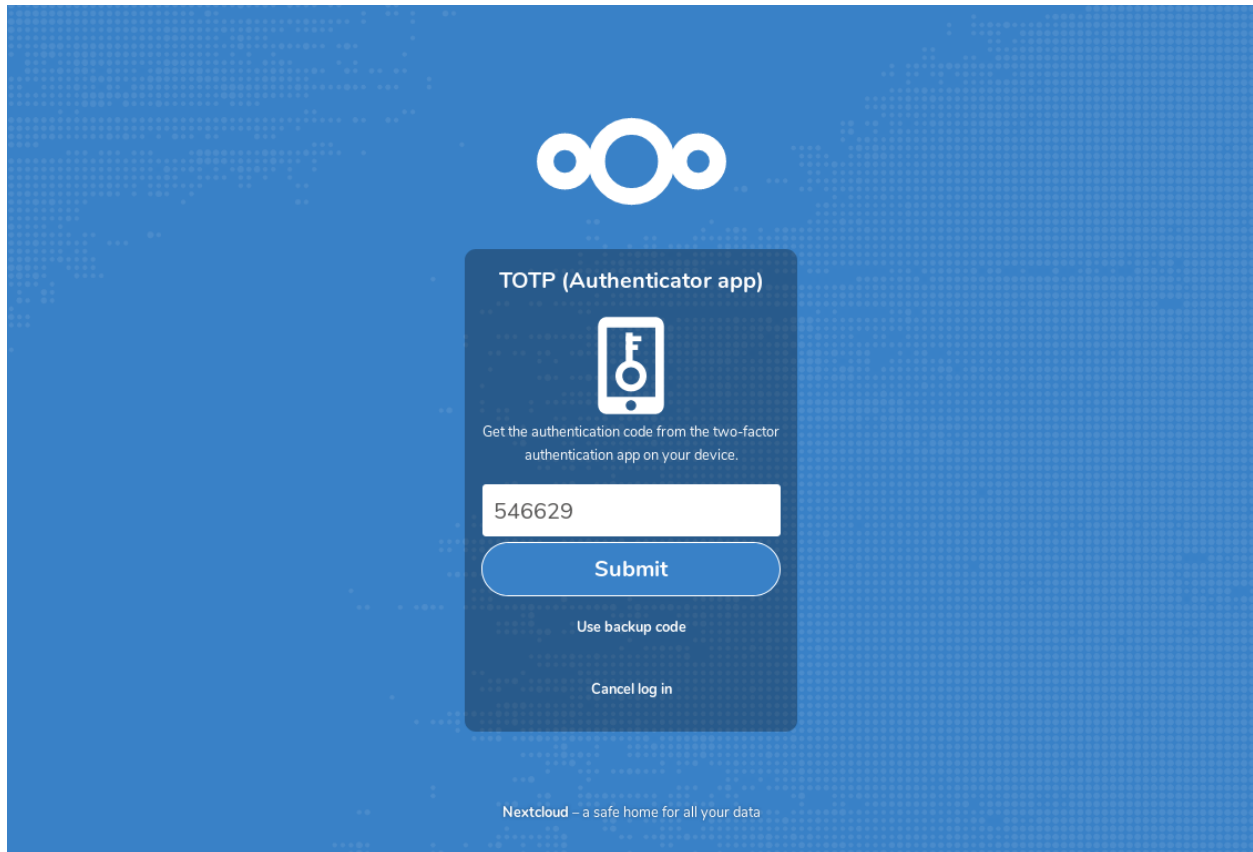 TOTP (Authenticator app)
Get the authentication code from the two-factor
authentication app on your device.
546629
Submit
Use backup code
Cancel log in
Nextcloud – a safe home for all your data